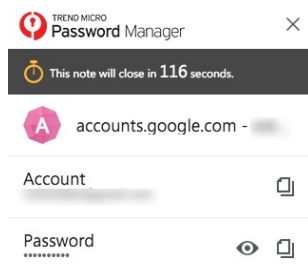 TREND MICRO
Password Manager
This note will close in 116 seconds.
A
accounts.google.com -
Account
Password
••••••••••